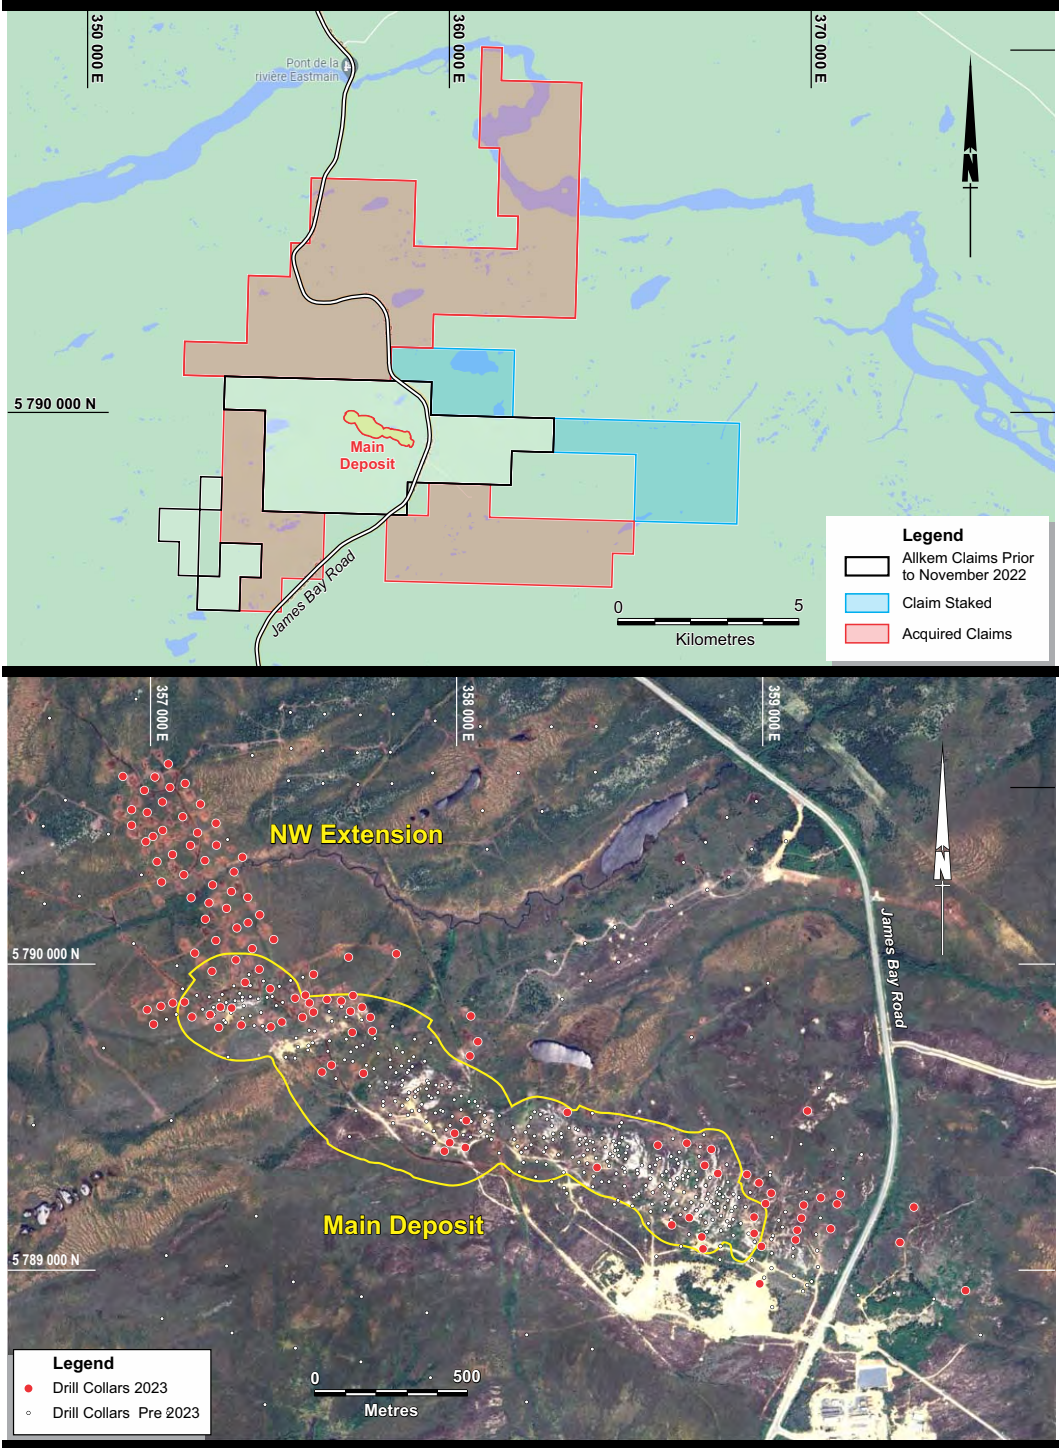 350 000 E
360 000 E
370 000 E
Pont de la
rivière Eastmain
N
5 790 000 N
Main
Deposit
James Bay Road
0 5
Kilometres
Legend
Allkem Claims Prior
to November 2022
Claim Staked
Acquired Claims
357 000 E
358 000 E
359 000 E
NW Extension
N
James Bay Road
5 790 000 N
Main Deposit
5 789 000 N
Legend
Drill Collars 2023
Drill Collars Pre 2023
0 500
Metres